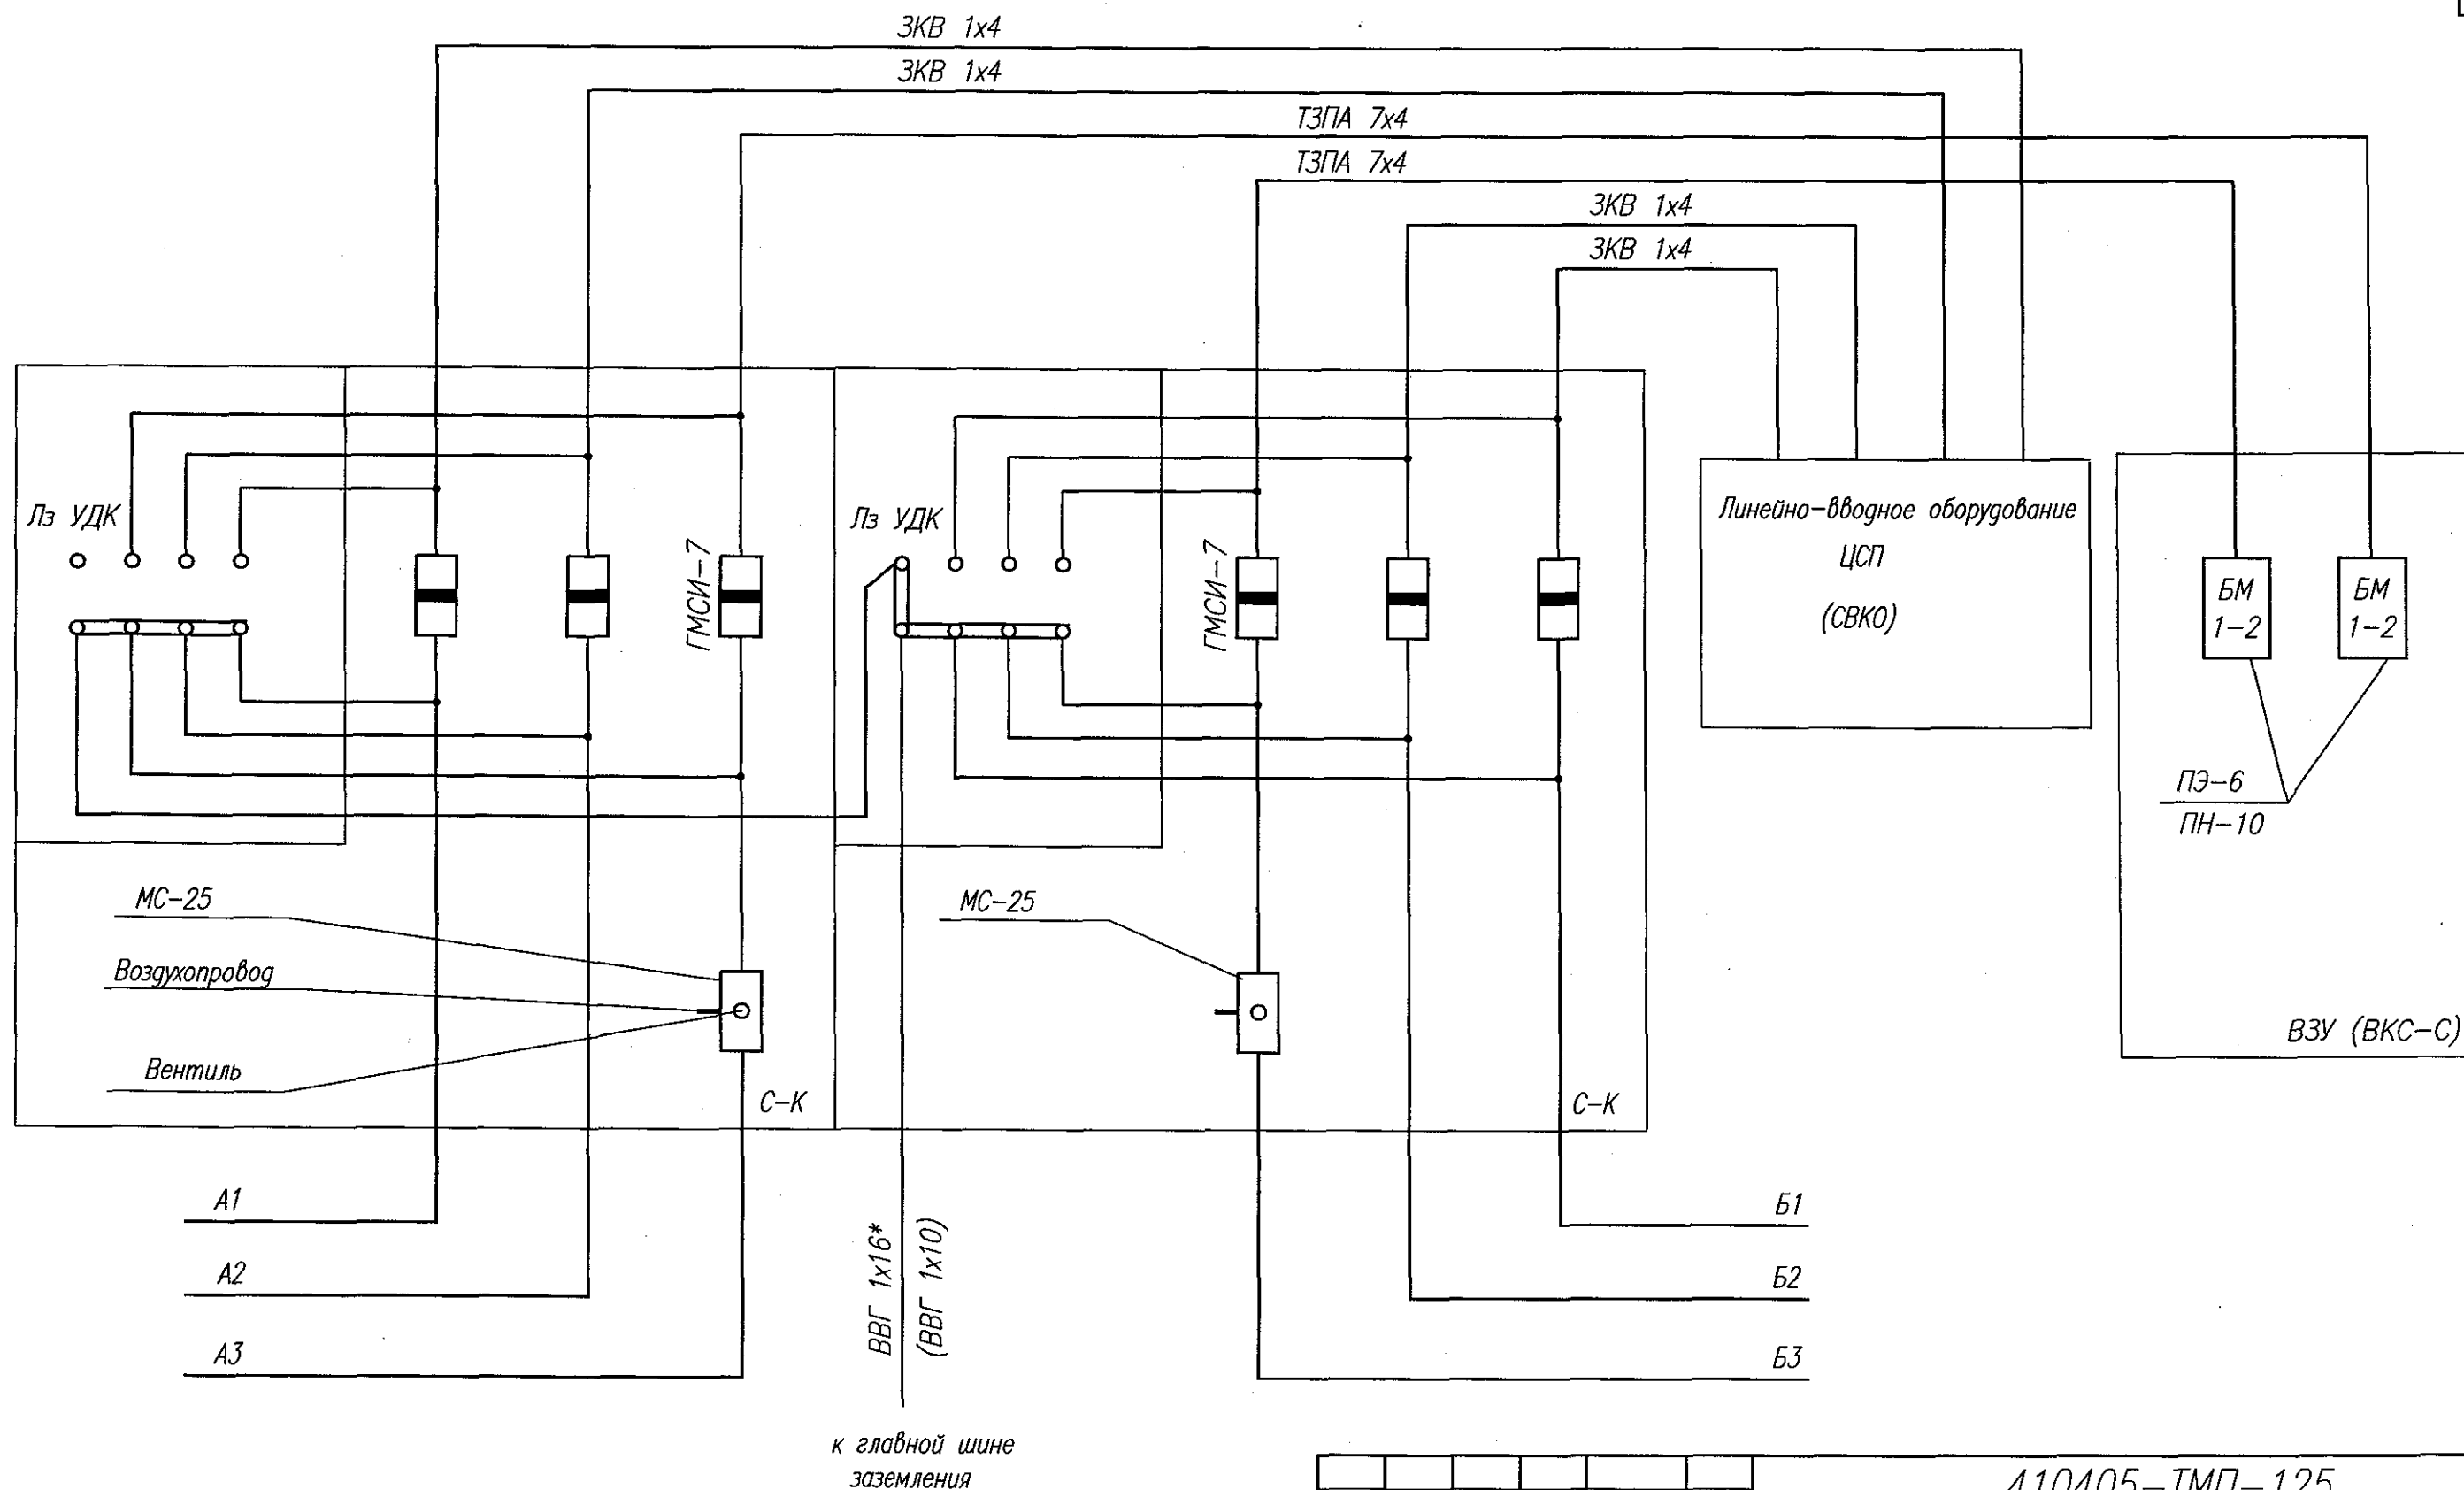 ЗКВ 1х4
ЗКВ 1х4
ТЗПА 7х4
ТЗПА 7х4
ЗКВ 1х4
ЗКВ 1х4
Лз УДК
ГМСИ-7
Лз УДК
ГМСИ-7
Линейно-вводное оборудование
ЦСП
(СВКО)
БМ
1-2
БМ
1-2
ПЭ-6
ПН-10
ВЗУ (ВКС-С)
МС-25
Воздухопровод
Вентиль
С-К
МС-25
С-К
А1
А2
А3
ВВГ 1х16*
(ВВГ 1х10)
Б1
Б2
Б3
к главной шине
заземления
410405-ТМП-125